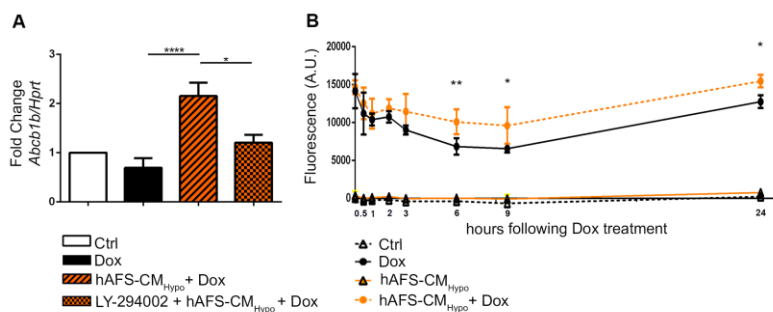 A
Fold Change
Abcb1b/Hprt
3
2
1
0
****
*
Ctrl
Dox
hAFS-CMHypo + Dox
LY-294002 + hAFS-CMHypo + Dox
B
Fluorescence (A.U.)
20000
15000
10000
5000
0
**
*
*
0.5 1 2 3 6 9 24
hours following Dox treatment
Ctrl
Dox
hAFS-CMHypo
hAFS-CMHypo + Dox